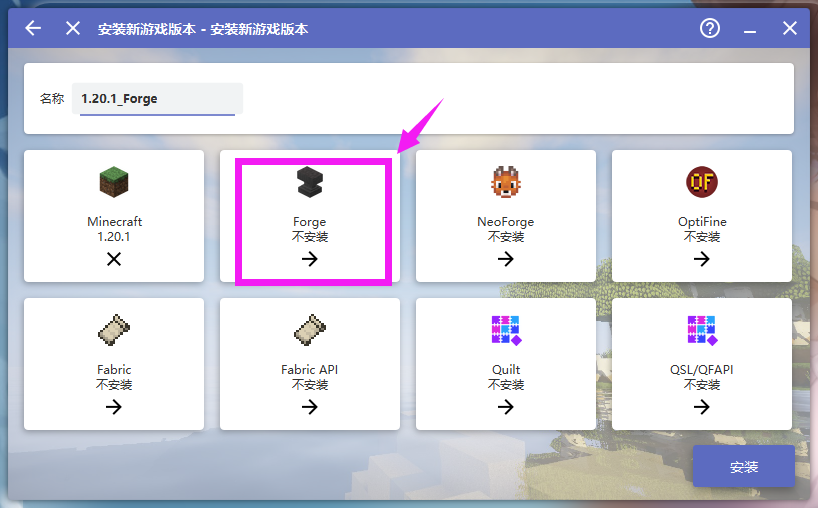 安装新游戏版本 - 安装新游戏版本
名称
1.20.1_Forge
Minecraft
1.20.1
Forge
不安装
NeoForge
不安装
OF
OptiFine
不安装
Fabric
不安装
Fabric API
不安装
Quilt
不安装
QSL/QFAPI
不安装
安装